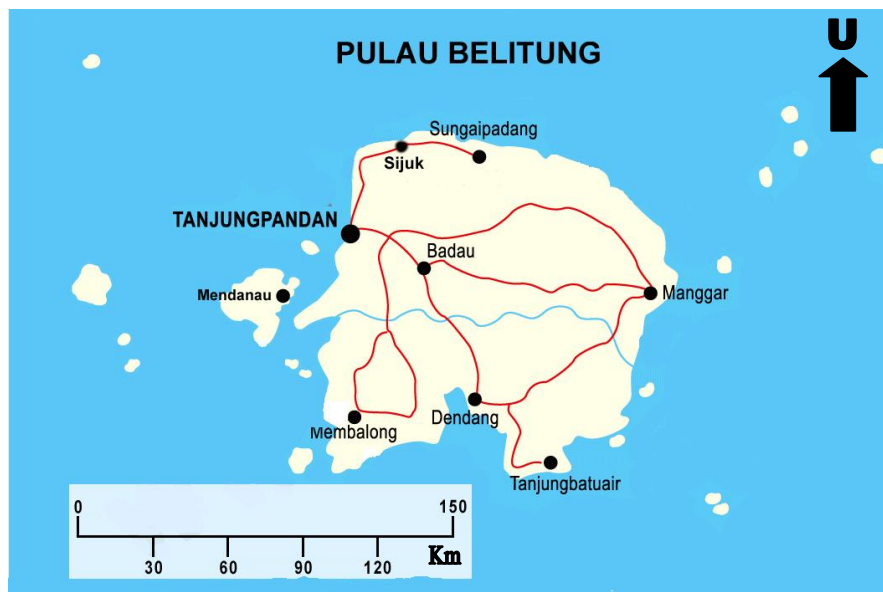 PULAU BELITUNG
U
Sungaipadang
Sijuk
TANJUNGPANDAN
Badau
Mendanau
Manggar
Dendang
Membalong
Tanjungbatuair
0 150
30 60 90 120 Km